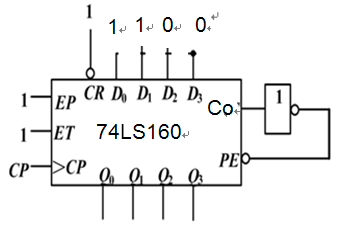 1 1 1 0 0
CR D0 D1 D2 D3
1 EP Co 1
1 ET 74LS160
CP >CP PE
Q0 Q1 Q2 Q3